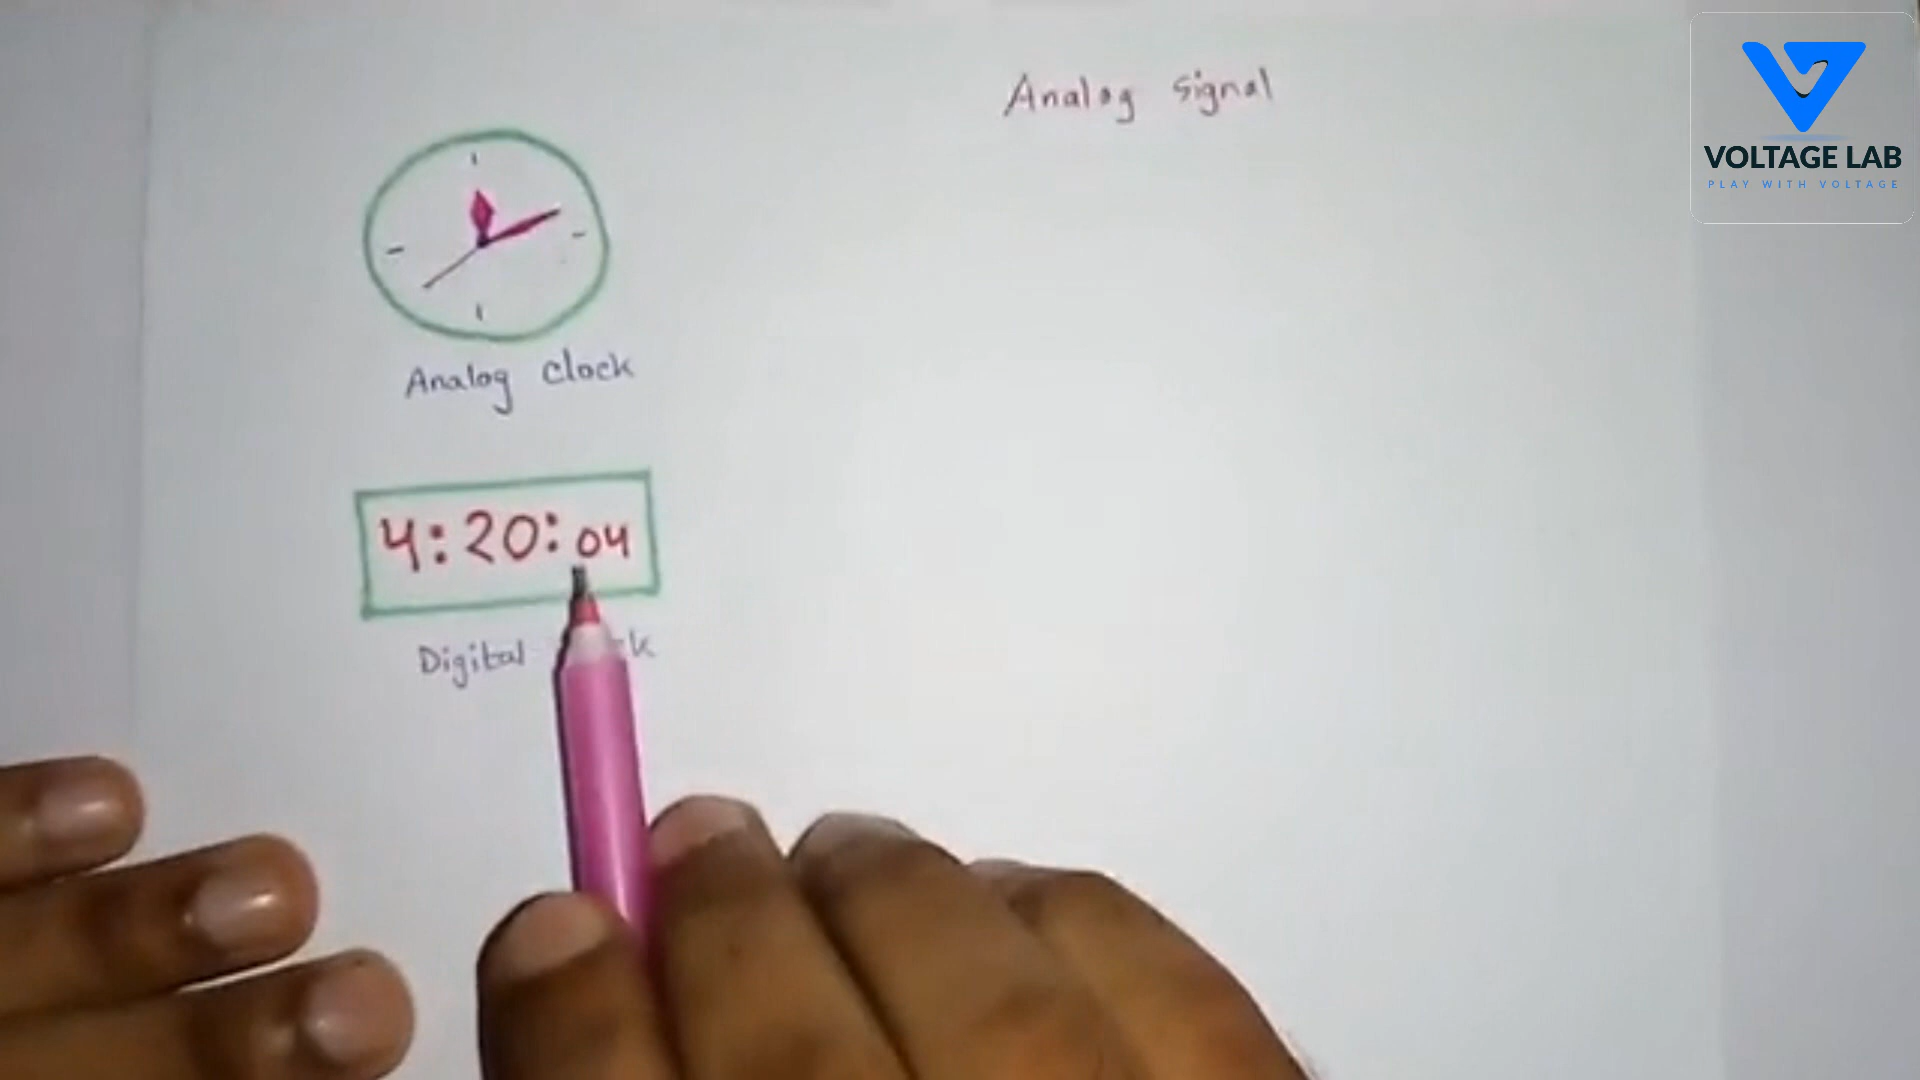 Analog Signal
VOLTAGE LAB
PLAY WITH VOLTAGE
Analog Clock
4:20:04
Digital